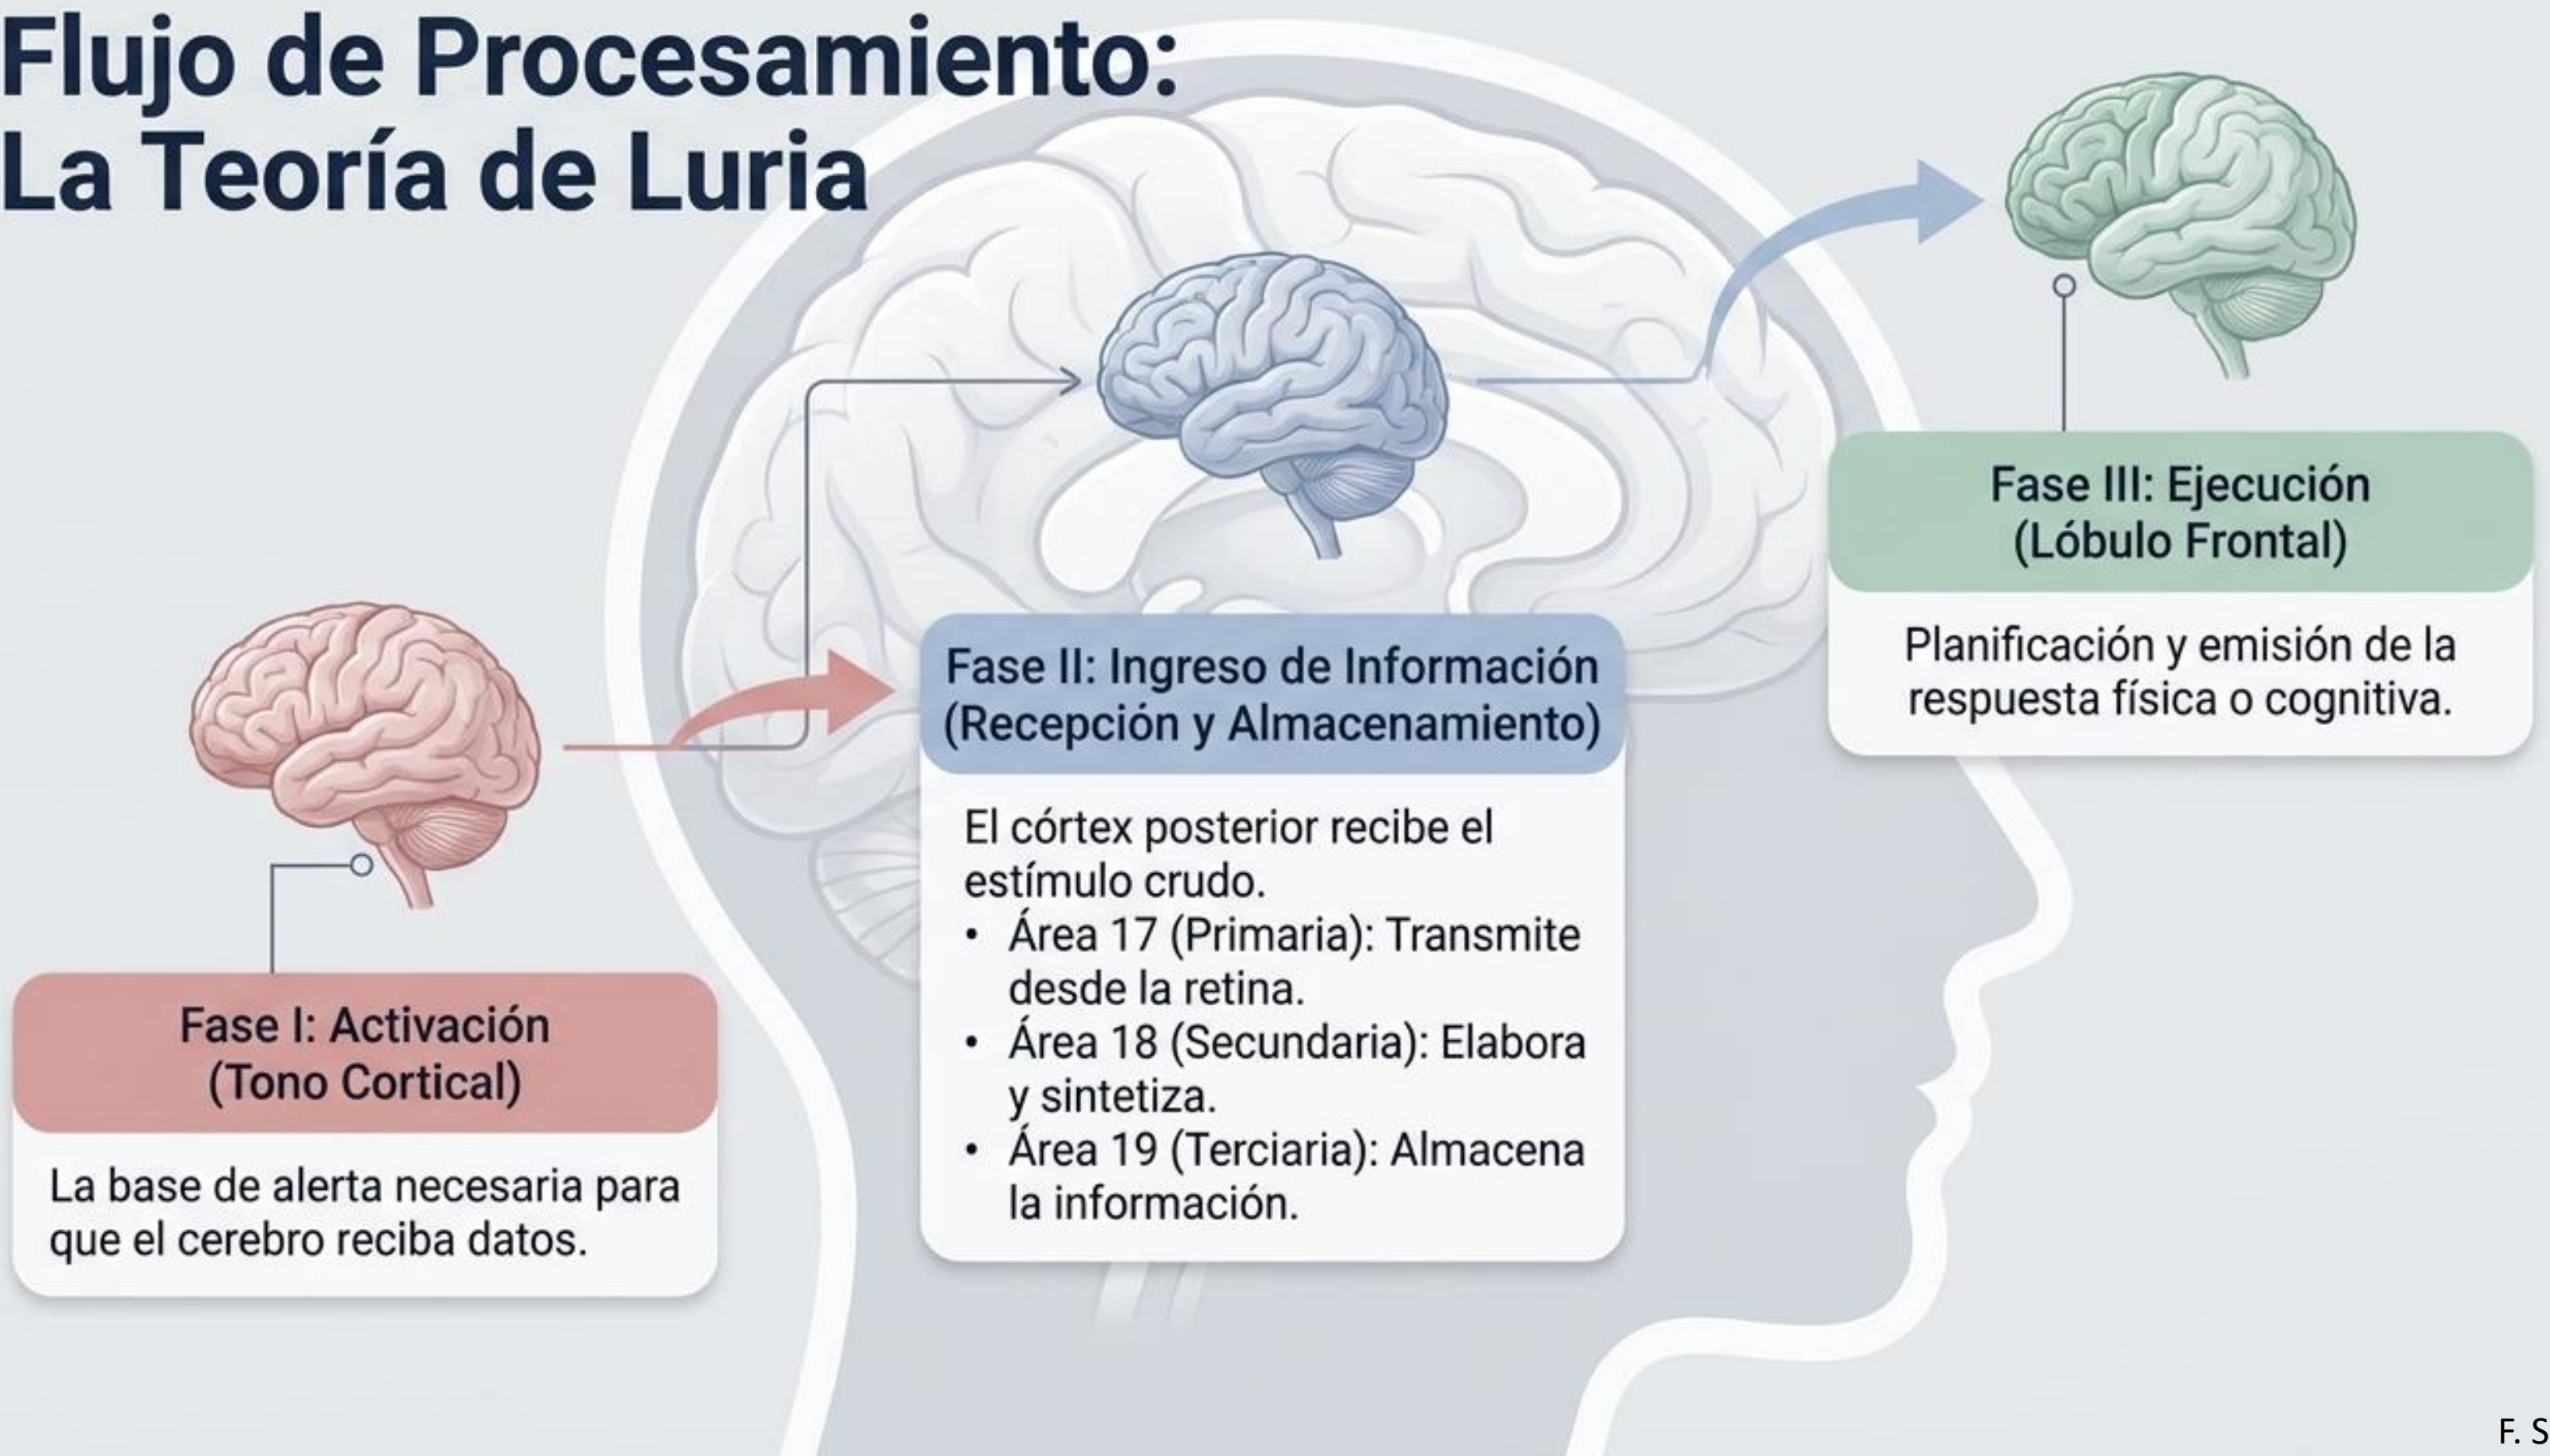 Flujo de Procesamiento:
La Teoría de Luria
Fase I: Activación
(Tono Cortical)
La base de alerta necesaria para
que el cerebro reciba datos.
Fase II: Ingreso de Información
(Recepción y Almacenamiento)
El córtex posterior recibe el
estímulo crudo.
• Área 17 (Primaria): Transmite
desde la retina.
• Área 18 (Secundaria): Elabora
y sintetiza.
• Área 19 (Terciaria): Almacena
la información.
Fase III: Ejecución
(Lóbulo Frontal)
Planificación y emisión de la
respuesta física o cognitiva.
F. S